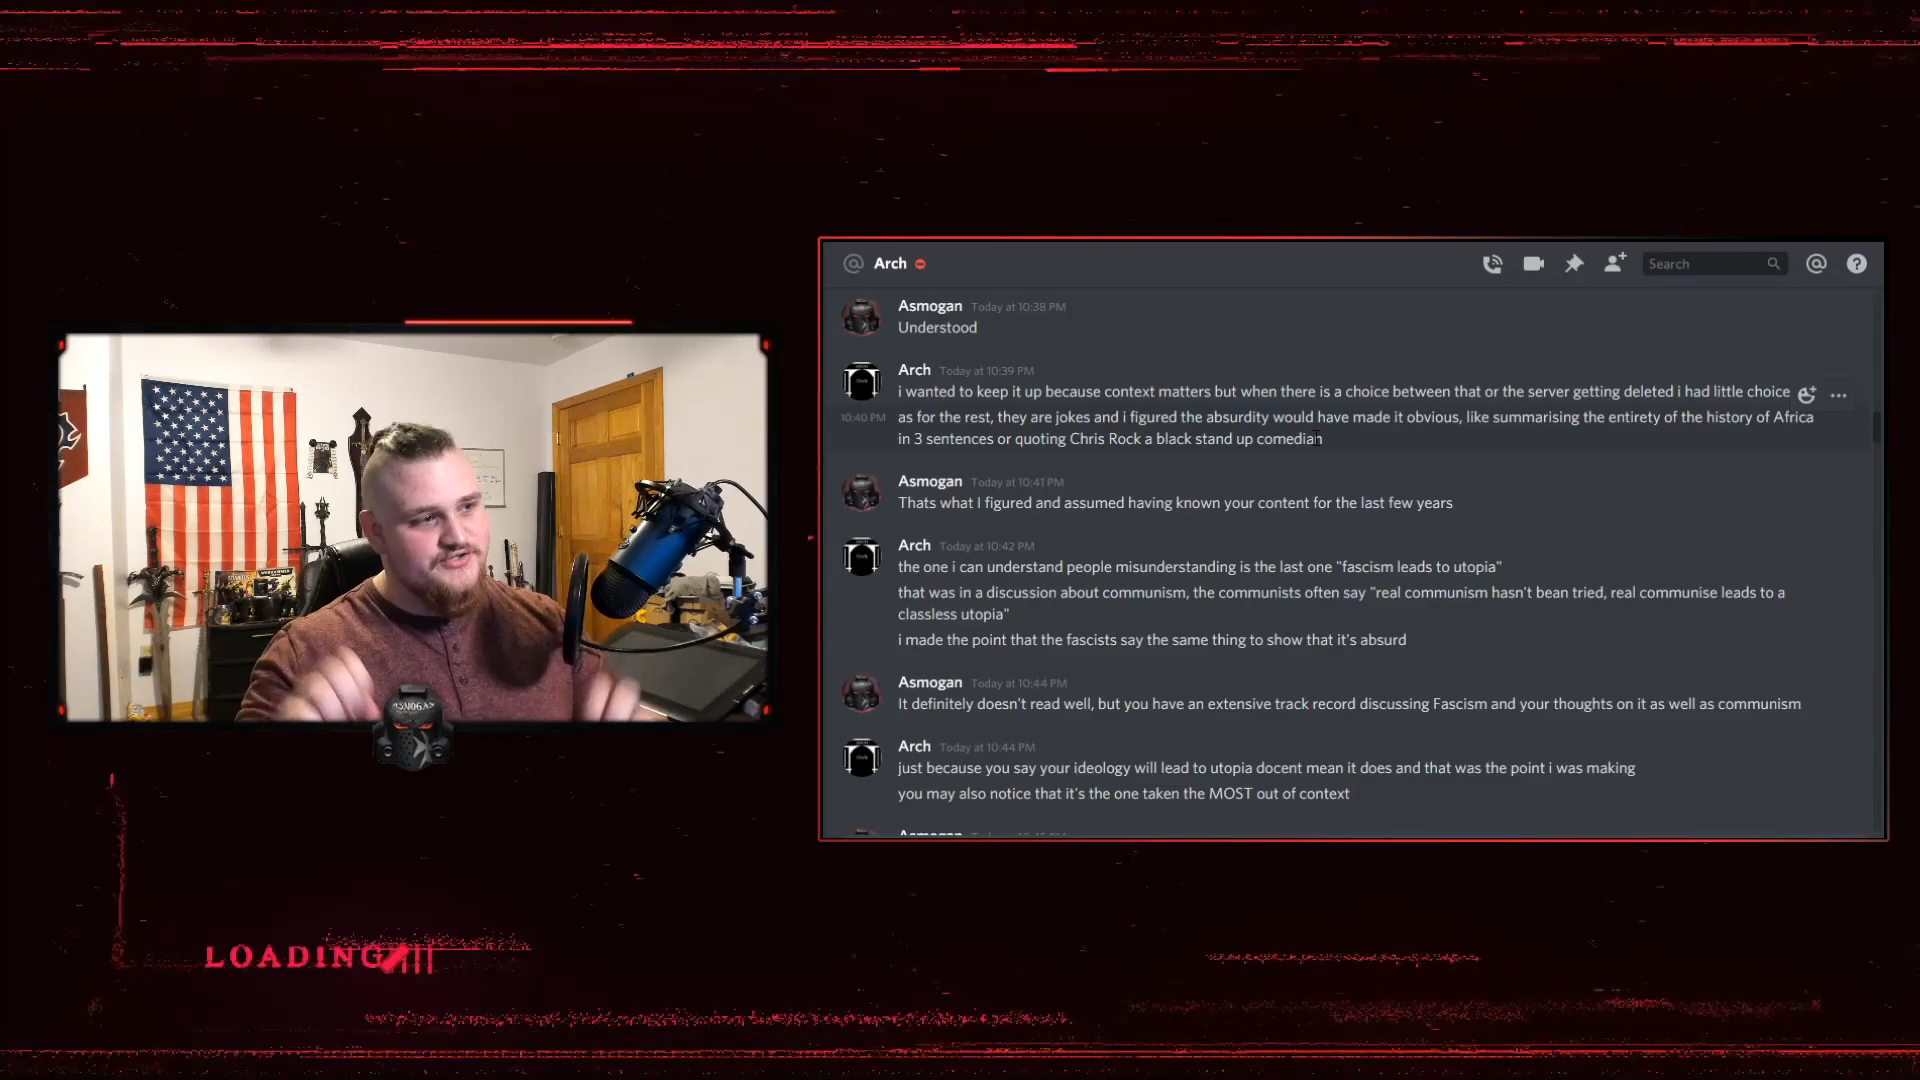 Arch
Search
Asmogan Today at 10:38 PM
Understood
Arch Today at 10:39 PM
i wanted to keep it up because context matters but when there is a choice between that or the server getting deleted i had little choice
10:40 PM as for the rest, they are jokes and i figured the absurdity would have made it obvious, like summarising the entirety of the history of Africa
in 3 sentences or quoting Chris Rock a black stand up comedian
Asmogan Today at 10:41 PM
Thats what I figured and assumed having known your content for the last few years
Arch Today at 10:42 PM
the one i can understand people misunderstanding is the last one "fascism leads to utopia"
that was in a discussion about communism, the communists often say "real communism hasn't bean tried, real communise leads to a
classless utopia"
i made the point that the fascists say the same thing to show that it's absurd
Asmogan Today at 10:44 PM
It definitely doesn't read well, but you have an extensive track record discussing Fascism and your thoughts on it as well as communism
Arch Today at 10:44 PM
just because you say your ideology will lead to utopia docent mean it does and that was the point i was making
you may also notice that it's the one taken the MOST out of context
ASMOGAN
LOADING